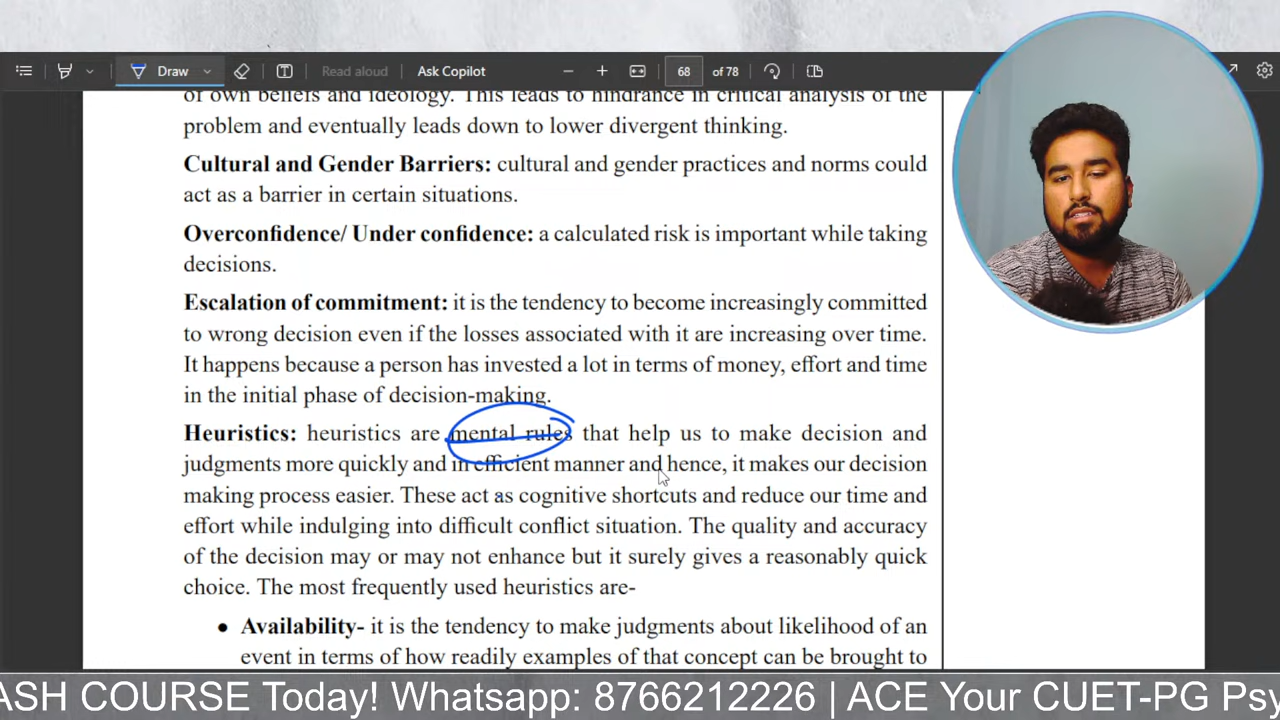 Draw
Read aloud
Ask Copilot
68
of 78
of own beliefs and ideology. This leads to hindrance in critical analysis of the
problem and eventually leads down to lower divergent thinking.
Cultural and Gender Barriers: cultural and gender practices and norms could
act as a barrier in certain situations.
Overconfidence/ Under confidence: a calculated risk is important while taking
decisions.
Escalation of commitment: it is the tendency to become increasingly committed
to wrong decision even if the losses associated with it are increasing over time.
It happens because a person has invested a lot in terms of money, effort and time
in the initial phase of decision-making.
Heuristics: heuristics are mental rules that help us to make decision and
judgments more quickly and in efficient manner and hence, it makes our decision
making process easier. These act as cognitive shortcuts and reduce our time and
effort while indulging into difficult conflict situation. The quality and accuracy
of the decision may or may not enhance but it surely gives a reasonably quick
choice. The most frequently used heuristics are-
● Availability- it is the tendency to make judgments about likelihood of an
event in terms of how readily examples of that concept can be brought to
ASH COURSE Today! Whatsapp: 8766212226 | ACE Your CUET-PG Psy